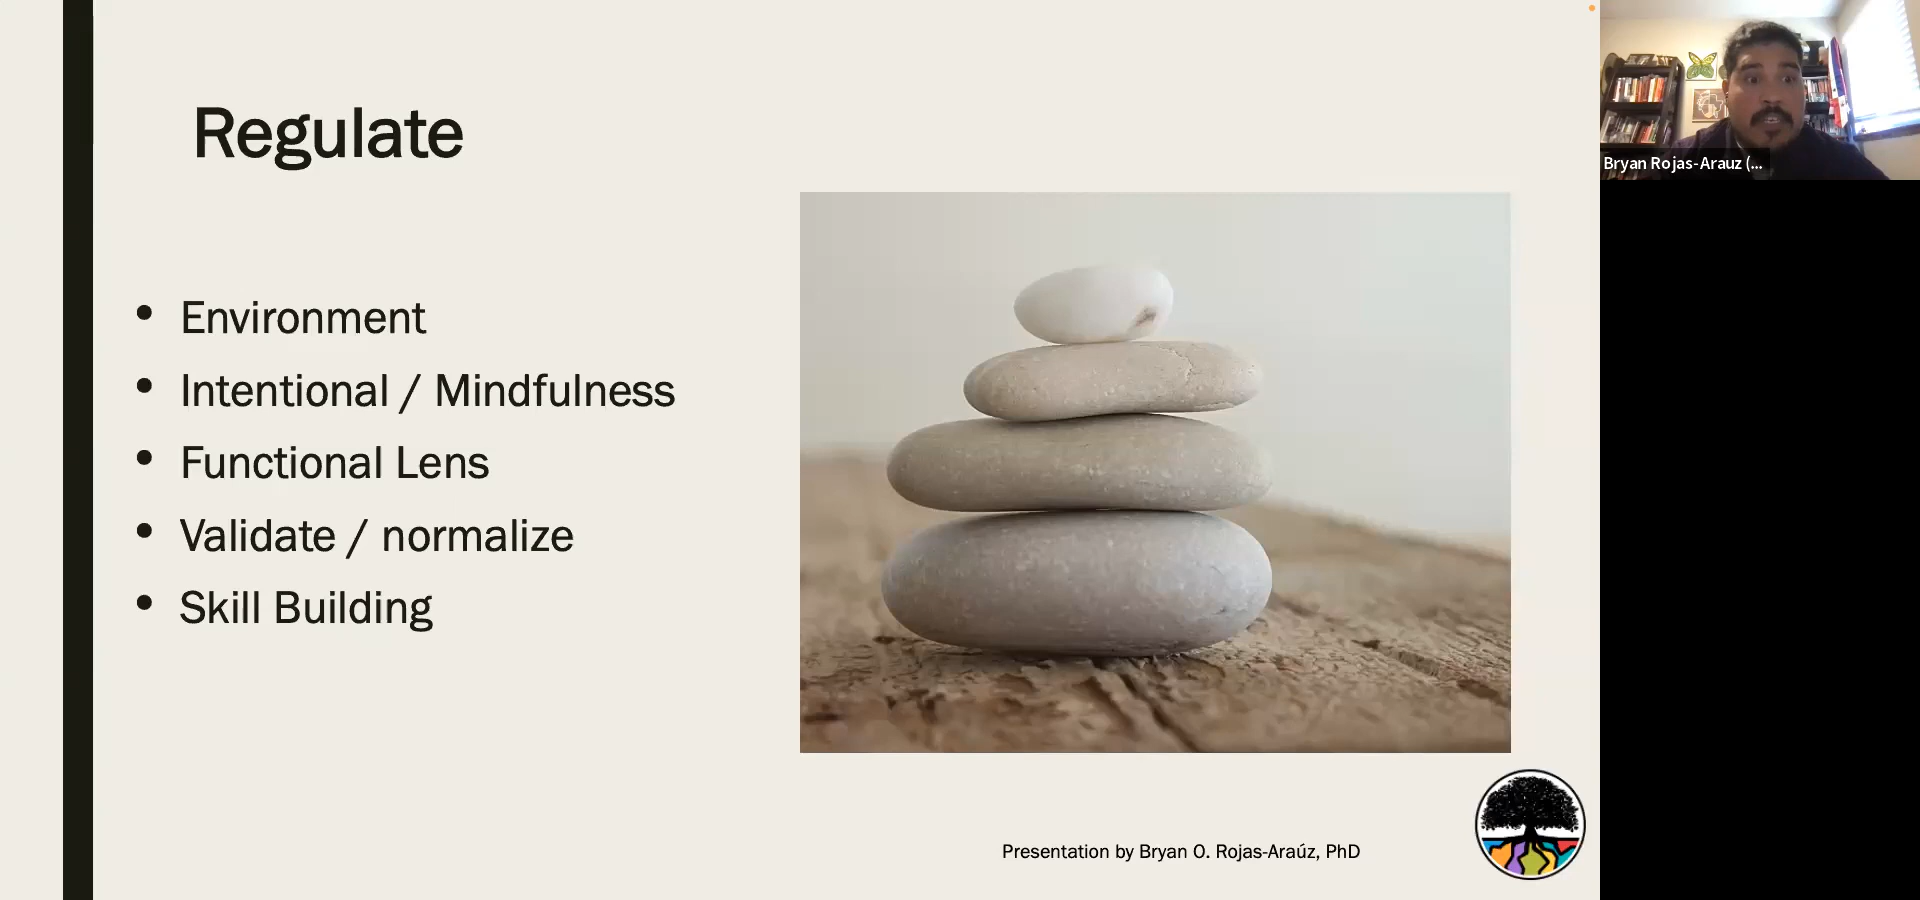 Regulate
• Environment
• Intentional / Mindfulness
• Functional Lens
• Validate / normalize
• Skill Building
Presentation by Bryan O. Rojas-Araúz, PhD
Bryan Rojas-Arauz (...